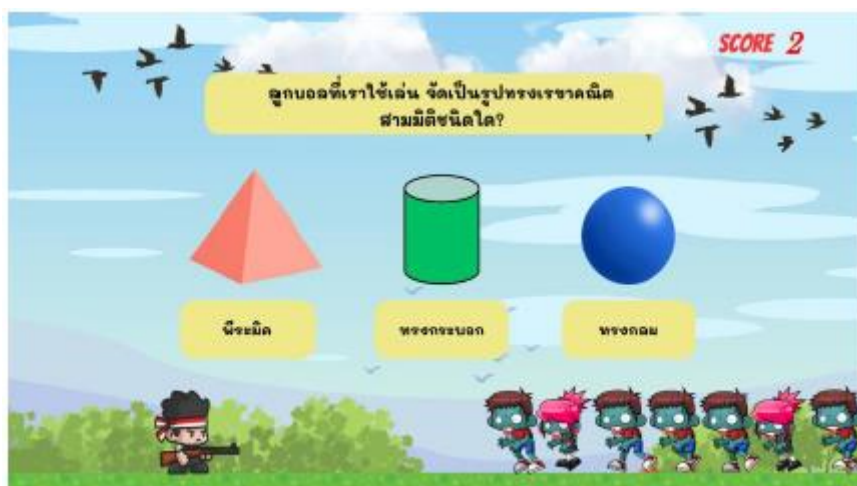 SCORE 2
ลูกบอลที่เราใช้เล่น จัดเป็นรูปทรงเรขาคณิต
สามมิติชนิดใด?
พีระมิด
ทรงกระบอก
ทรงกลม